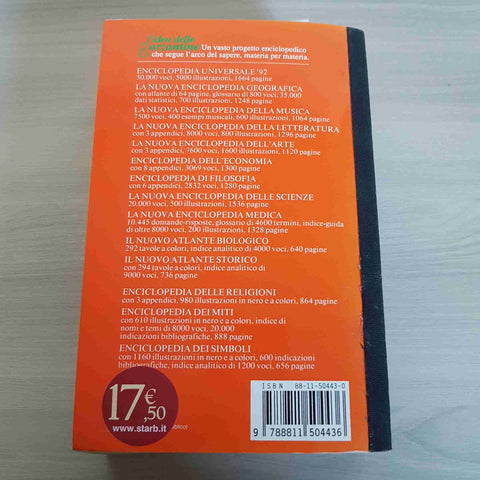 l'idea delle
garzantine Un vasto progetto enciclopedico
che segue l'arco del sapere, materia per materia.
ENCICLOPEDIA UNIVERSALE '92
50.000 voci, 5000 illustrazioni, 1664 pagine
LA NUOVA ENCICLOPEDIA GEOGRAFICA
con atlante di 64 pagine, glossario di 800 voci, 35.000
dati statistici, 700 illustrazioni, 1248 pagine
LA NUOVA ENCICLOPEDIA DELLA MUSICA
7500 voci, 400 esempi musicali, 600 illustrazioni, 1064 pagine
LA NUOVA ENCICLOPEDIA DELLA LETTERATURA
con 3 appendici, 8000 voci, 800 illustrazioni, 1296 pagine
LA NUOVA ENCICLOPEDIA DELL'ARTE
con 3 appendici, 7600 voci, 1600 illustrazioni, 1120 pagine
ENCICLOPEDIA DELL'ECONOMIA
con 8 appendici, 3069 voci, 1300 pagine
ENCICLOPEDIA DI FILOSOFIA
con 6 appendici, 2832 voci, 1280 pagine
LA NUOVA ENCICLOPEDIA DELLE SCIENZE
20.000 voci, 500 illustrazioni, 1536 pagine
LA NUOVA ENCICLOPEDIA MEDICA
10.445 domande-risposte, glossario di 4600 termini, indice-guida
di oltre 8000 voci, 200 illustrazioni, 1328 pagine
IL NUOVO ATLANTE BIOLOGICO
292 tavole a colori, indice analitico di 4000 voci, 640 pagine
IL NUOVO ATLANTE STORICO
con 294 tavole a colori, indice analitico di
9000 voci, 736 pagine
ENCICLOPEDIA DELLE RELIGIONI
con 3 appendici, 980 illustrazioni in nero e a colori, 864 pagine
ENCICLOPEDIA DEI MITI
con 610 illustrazioni in nero e a colori, indice di
nomi e temi di 8000 voci, 20.000
indicazioni bibliografiche, 888 pagine
ENCICLOPEDIA DEI SIMBOLI
con 1160 illustrazioni in nero e a colori, 600 indicazioni
bibliografiche, indice analitico di 1200 voci, 656 pagine
ISBN 88-11-50443-0
17 €
,50
www.starb.it
9 788811 504436